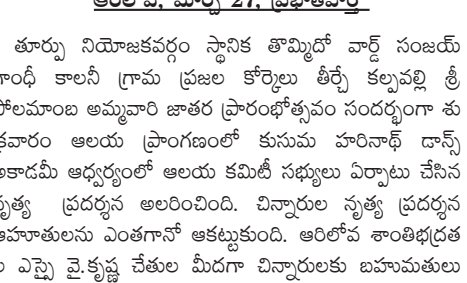 ఆరిలోవ, మార్చి 27, ప్రభాతవార్త
తూర్పు నియోజకవర్గం స్థానిక తొమ్మిదో వార్డ్ సంజయ్
గాంధీ కాలనీ గ్రామ ప్రజల కోర్కెలు తీర్చే కల్పవల్లి శ్రీ
పోలమాంబ అమ్మవారి జాతర ప్రారంభోత్సవం సందర్భంగా శు
క్రవారం ఆలయ ప్రాంగణంలో కుసుమ హరినాథ్ డాన్స్
అకాడమీ ఆధ్వర్యంలో ఆలయ కమిటీ సభ్యులు ఏర్పాటు చేసిన
నృత్య ప్రదర్శన అలరించింది. చిన్నారుల నృత్య ప్రదర్శన
ఆహూతులను ఎంతగానో ఆకట్టుకుంది. ఆరిలోవ శాంతిభద్రత
ల ఎస్సై వై.కృష్ణ చేతుల మీదగా చిన్నారులకు బహుమతులు